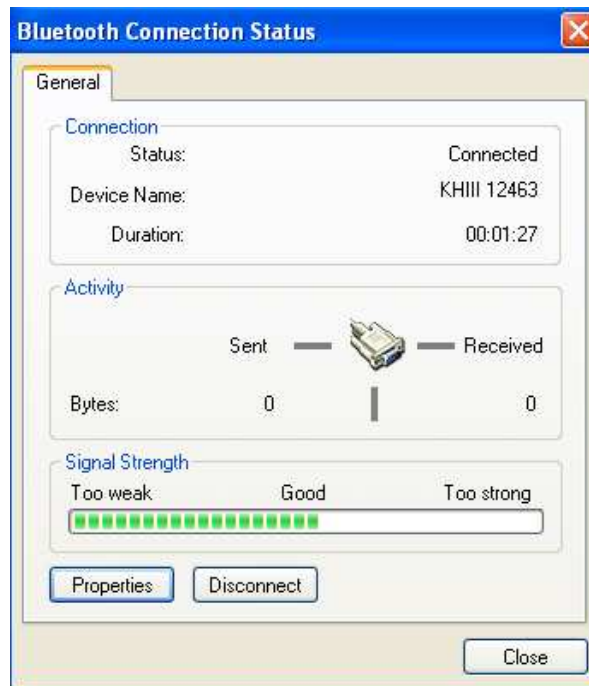 Bluetooth Connection Status
General
Connection
Status: Connected
Device Name: KHIII 12463
Duration: 00:01:27
Activity
Sent Received
Bytes: 0 0
Signal Strength
Too weak Good Too strong
Properties Disconnect
Close